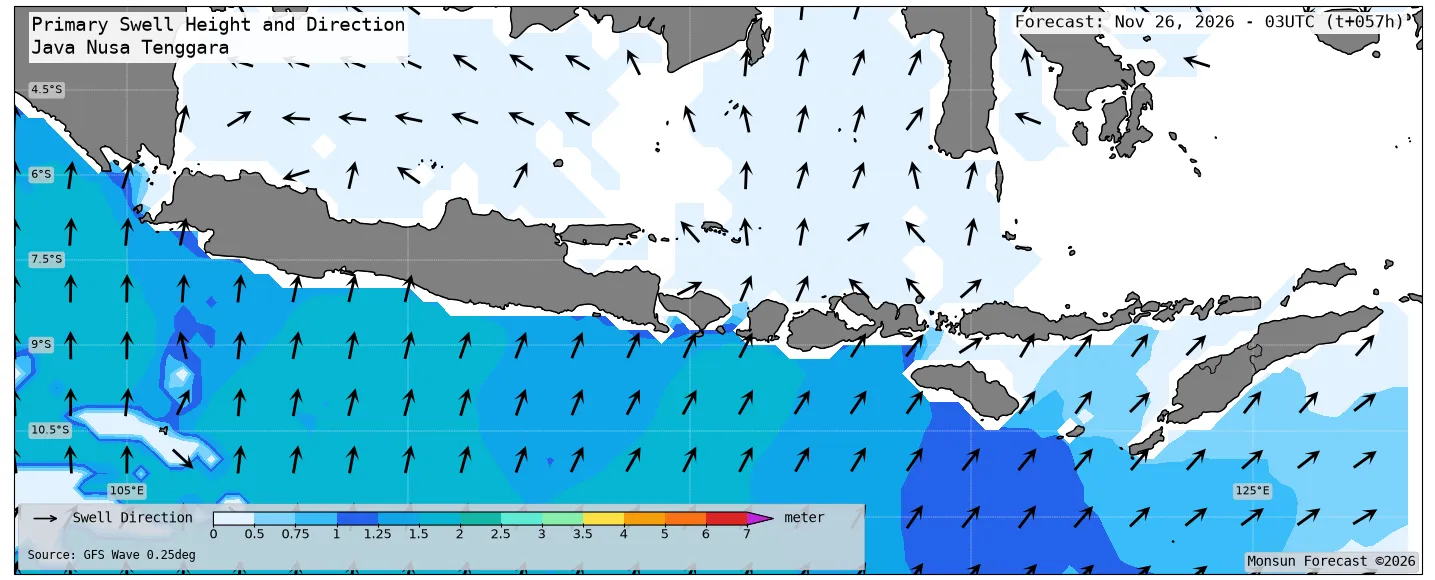 Primary Swell Height and Direction
Java Nusa Tenggara
Forecast: Nov 26, 2026 - 03UTC (t+057h)
4.5°S
6°S
7.5°S
9°S
10.5°S
105°E
125°E
Swell Direction
0 0.5 0.75 1 1.25 1.5 2 2.5 3 3.5 4 5 6 7
meter
Source: GFS Wave 0.25deg
Monsun Forecast ©2026